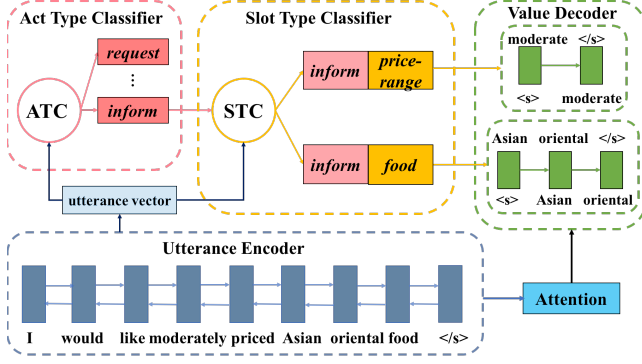 Act Type Classifier
request
⋮
inform
ATC
Slot Type Classifier
STC
inform price-
range
inform food
Value Decoder
moderate </s>
<s> moderate
Asian oriental </s>
<s> Asian oriental
utterance vector
Utterance Encoder
I would like moderately priced Asian oriental food </s>
Attention